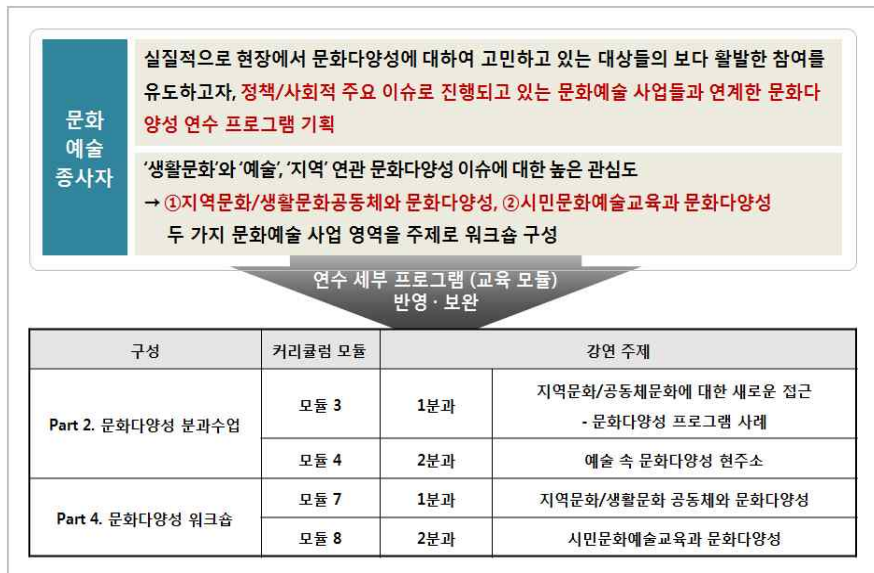 문화
예술
종사자
실질적으로 현장에서 문화다양성에 대하여 고민하고 있는 대상들의 보다 활발한 참여를
유도하고자, 정책/사회적 주요 이슈로 진행되고 있는 문화예술 사업들과 연계한 문화다
양성 연수 프로그램 기획
‘생활문화’와 ‘예술’, ‘지역’ 연관 문화다양성 이슈에 대한 높은 관심도
→ ①지역문화/생활문화공동체와 문화다양성, ②시민문화예술교육과 문화다양성
두 가지 문화예술 사업 영역을 주제로 워크숍 구성
연수 세부 프로그램 (교육 모듈)
반영 · 보완
구성 커리큘럼 모듈 강연 주제
Part 2. 문화다양성 분과수업
모듈 3 1분과
지역문화/공동체문화에 대한 새로운 접근
- 문화다양성 프로그램 사례
모듈 4 2분과 예술 속 문화다양성 현주소
Part 4. 문화다양성 워크숍
모듈 7 1분과 지역문화/생활문화 공동체와 문화다양성
모듈 8 2분과 시민문화예술교육과 문화다양성